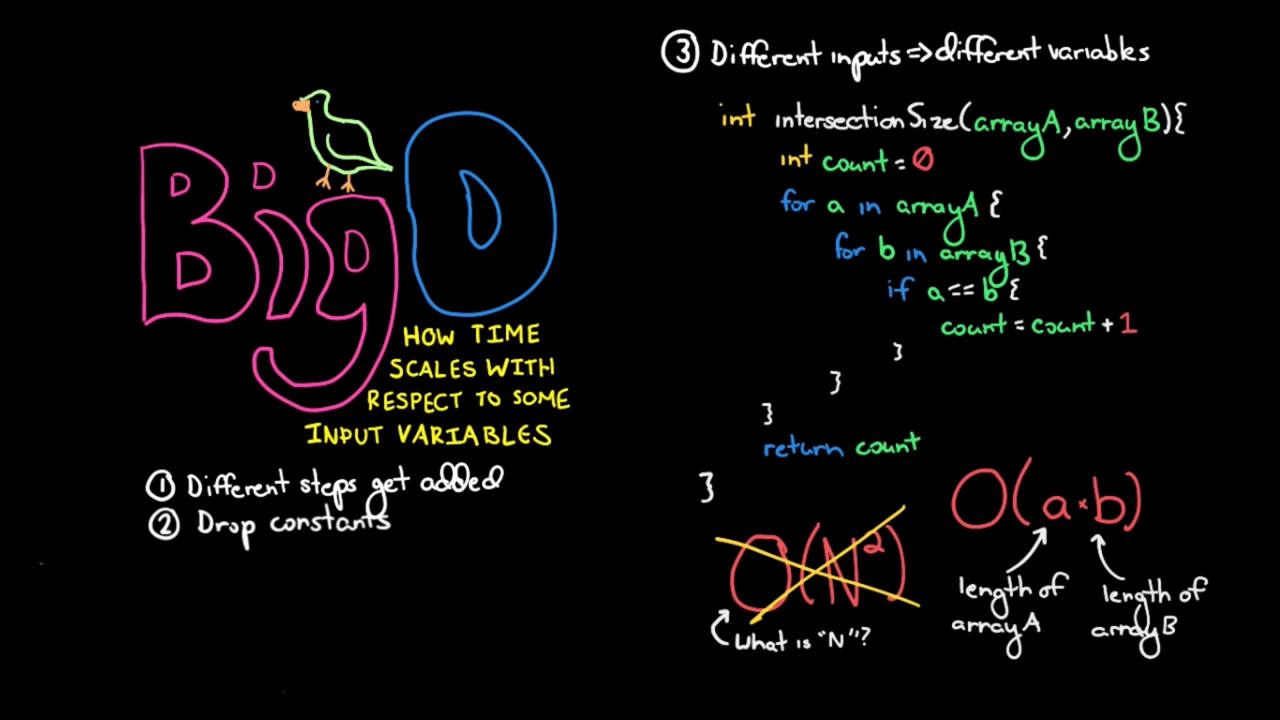 Big O
HOW TIME
SCALES WITH
RESPECT TO SOME
INPUT VARIABLES
① Different steps get added
② Drop constants
③ Different inputs => different variables
int intersectionSize(arrayA, arrayB){
int count = 0
for a in arrayA {
for b in arrayB {
if a == b {
count = count + 1
}
}
}
return count
}
O(N²)
What is "N"?
O(a*b)
length of
arrayA
length of
arrayB